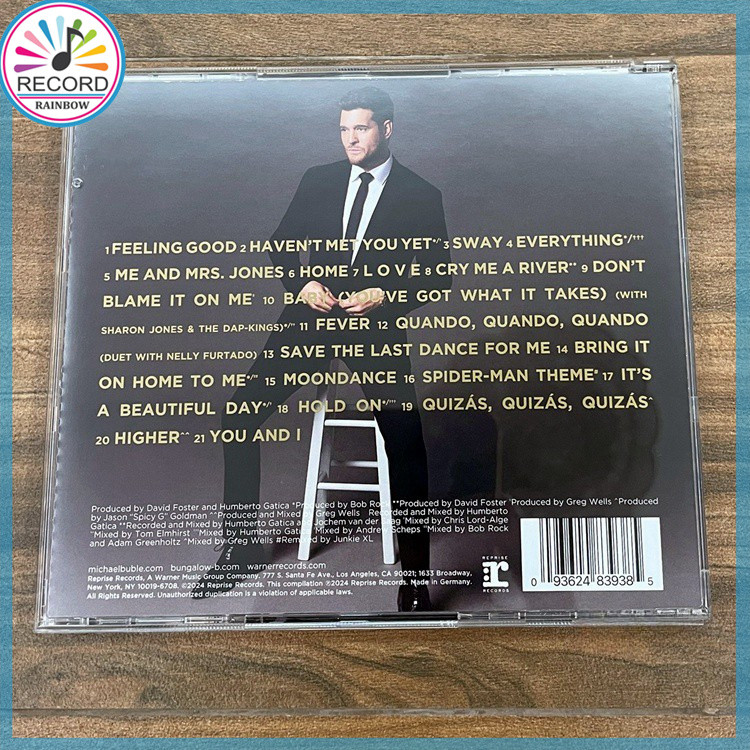 RECORD
RAINBOW
1 FEELING GOOD 2 HAVEN'T MET YOU YET*/^ 3 SWAY 4 EVERYTHING*/†††
5 ME AND MRS. JONES 6 HOME 7 L O V E 8 CRY ME A RIVER** 9 DON'T
BLAME IT ON ME' 10 BABY (YOU'VE GOT WHAT IT TAKES) (WITH
SHARON JONES & THE DAP-KINGS)*/" 11 FEVER 12 QUANDO, QUANDO, QUANDO
(DUET WITH NELLY FURTADO) 13 SAVE THE LAST DANCE FOR ME 14 BRING IT
ON HOME TO ME*/" 15 MOONDANCE 16 SPIDER-MAN THEME# 17 IT'S
A BEAUTIFUL DAY*/' 18 HOLD ON*/''' 19 QUIZÁS, QUIZÁS, QUIZÁS^
20 HIGHER^^ 21 YOU AND I
Produced by David Foster and Humberto Gatica *Produced by Bob Rock **Produced by David Foster 'Produced by Greg Wells ^Produced
by Jason "Spicy G" Goldman ^^Produced and Mixed by Greg Wells Recorded and Mixed by Humberto
Gatica **Recorded and Mixed by Humberto Gatica and Jochem van der Saag 'Mixed by Chris Lord-Alge
"Mixed by Tom Elmhirst "Mixed by Humberto Gatica 'Mixed by Andrew Scheps "Mixed by Bob Rock
and Adam Greenholtz ^Mixed by Greg Wells #Remixed by Junkie XL
michaelbuble.com bungalow-b.com warnerrecords.com
Reprise Records, A Warner Music Group Company. 777 S. Santa Fe Ave., Los Angeles, CA 90021; 1633 Broadway,
New York, NY 10019-6708. ©2024 Reprise Records. This compilation ℗2024 Reprise Records. Made in Germany.
All Rights Reserved. Unauthorized duplication is a violation of applicable laws.
REPRISE
r:
RECORDS
0 93624 83938 5